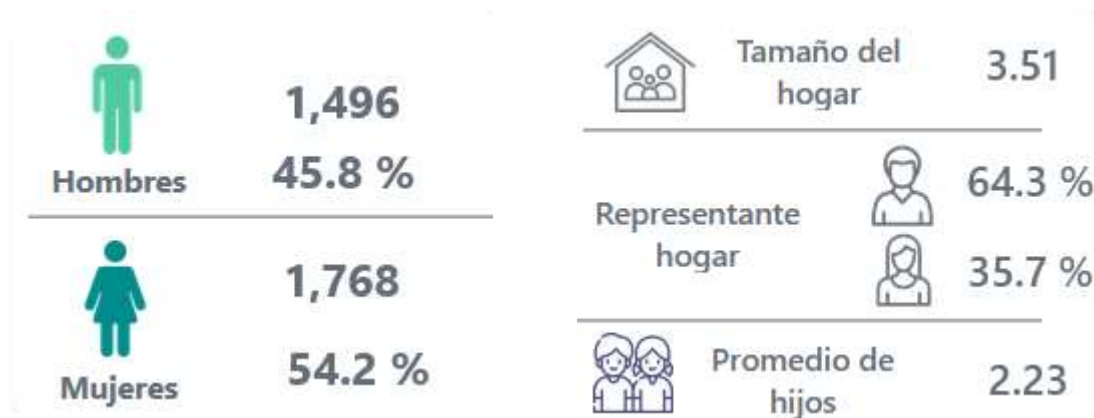 1,496
45.8 %
Hombres
1,768
54.2 %
Mujeres
Tamaño del
hogar
3.51
Representante
hogar
64.3 %
35.7 %
Promedio de
hijos
2.23